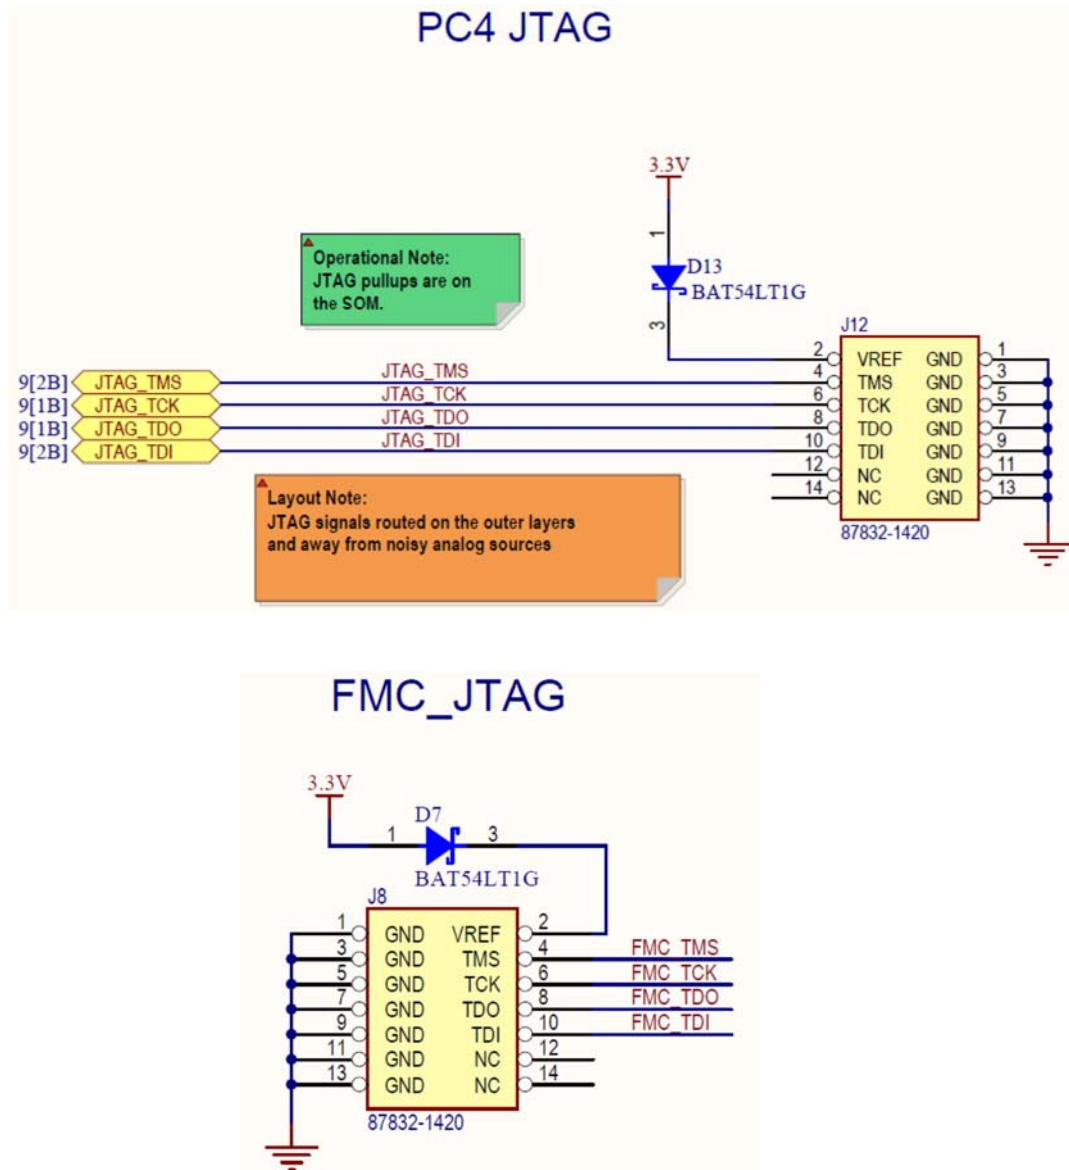 PC4 JTAG
3.3V
1
D13
BAT54LT1G
3
Operational Note:
JTAG pullups are on
the SOM.
J12
2 VREF GND 1
9[2B] JTAG_TMS JTAG_TMS 4 TMS GND 3
9[1B] JTAG_TCK JTAG_TCK 6 TCK GND 5
9[1B] JTAG_TDO JTAG_TDO 8 TDO GND 7
9[2B] JTAG_TDI JTAG_TDI 10 TDI GND 9
12 NC GND 11
14 NC GND 13
87832-1420
Layout Note:
JTAG signals routed on the outer layers
and away from noisy analog sources
FMC_JTAG
3.3V
D7
1 3
BAT54LT1G
J8
1 GND VREF 2
3 GND TMS 4 FMC_TMS
5 GND TCK 6 FMC_TCK
7 GND TDO 8 FMC_TDO
9 GND TDI 10 FMC_TDI
11 GND NC 12
13 GND NC 14
87832-1420